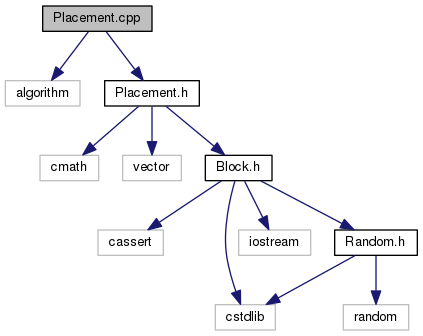 Placement.cpp
algorithm
Placement.h
cmath
vector
Block.h
cassert
iostream
Random.h
cstdlib
random